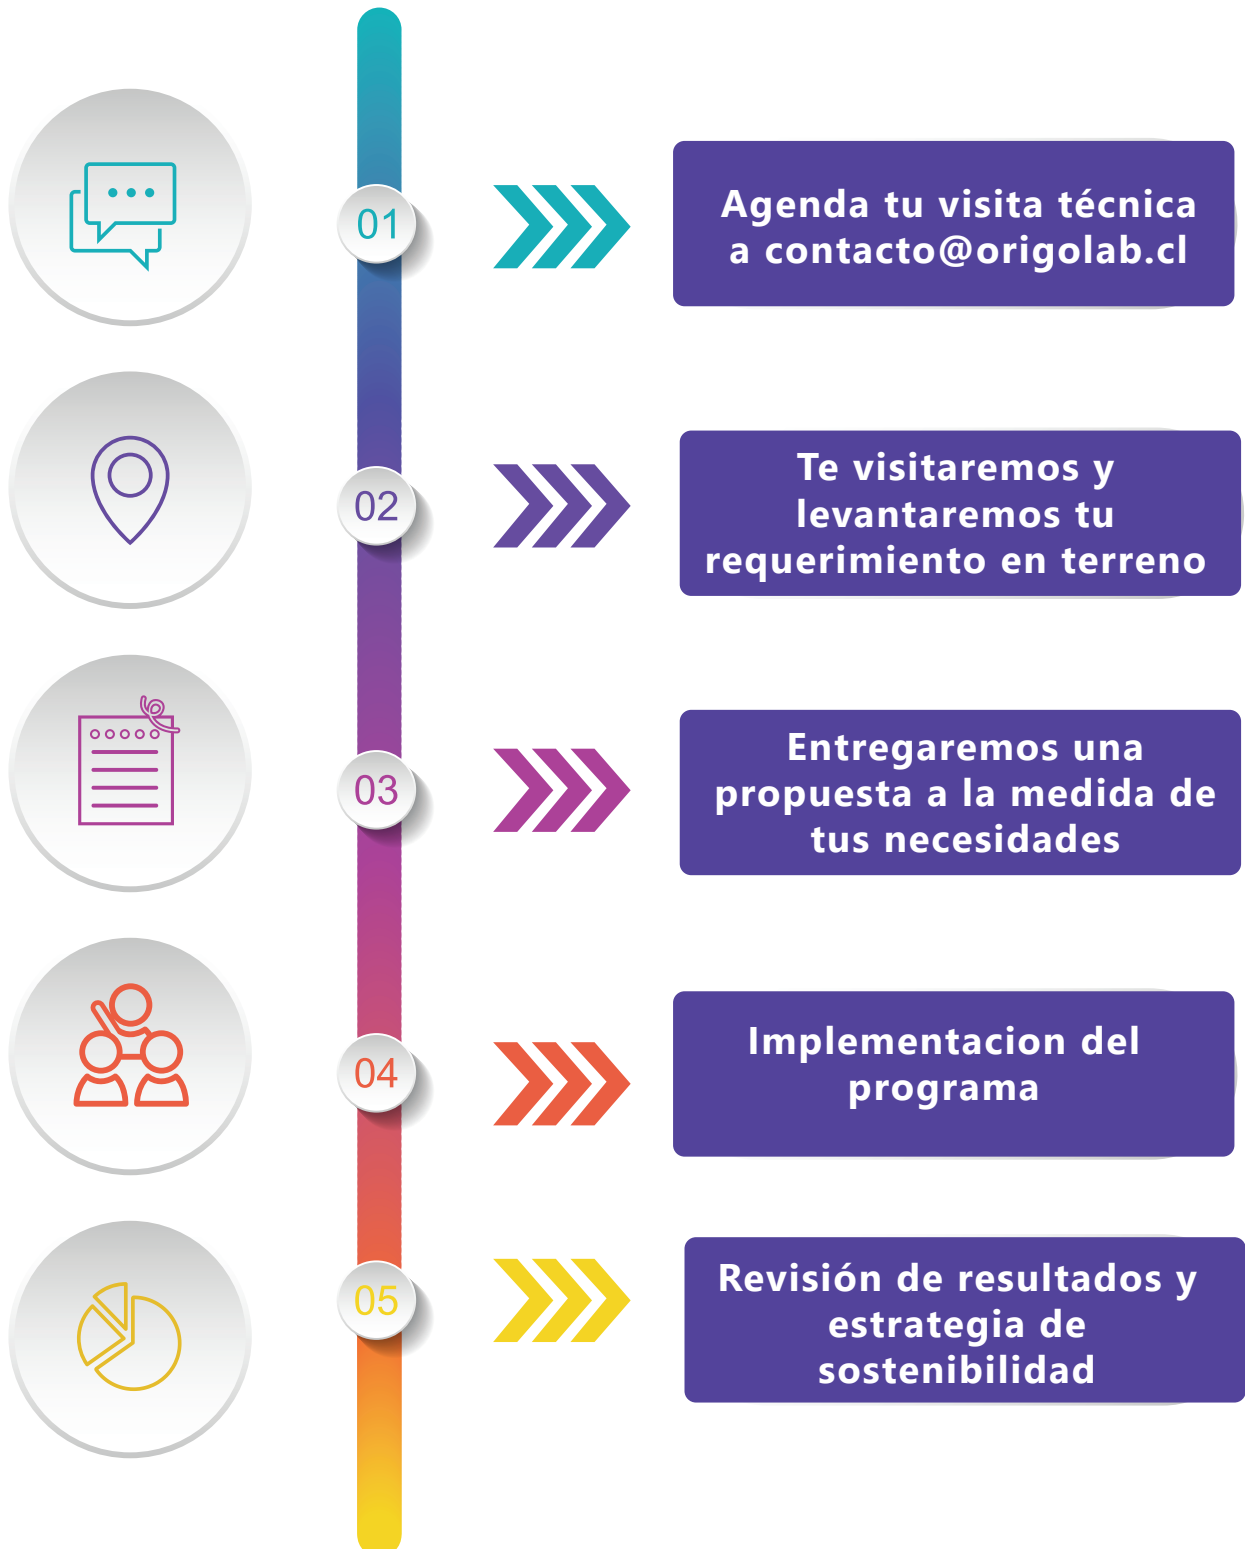 01
Agenda tu visita técnica
a contacto@origolab.cl
02
Te visitaremos y
levantaremos tu
requerimiento en terreno
03
Entregaremos una
propuesta a la medida de
tus necesidades
04
Implementacion del
programa
05
Revisión de resultados y
estrategia de
sostenibilidad